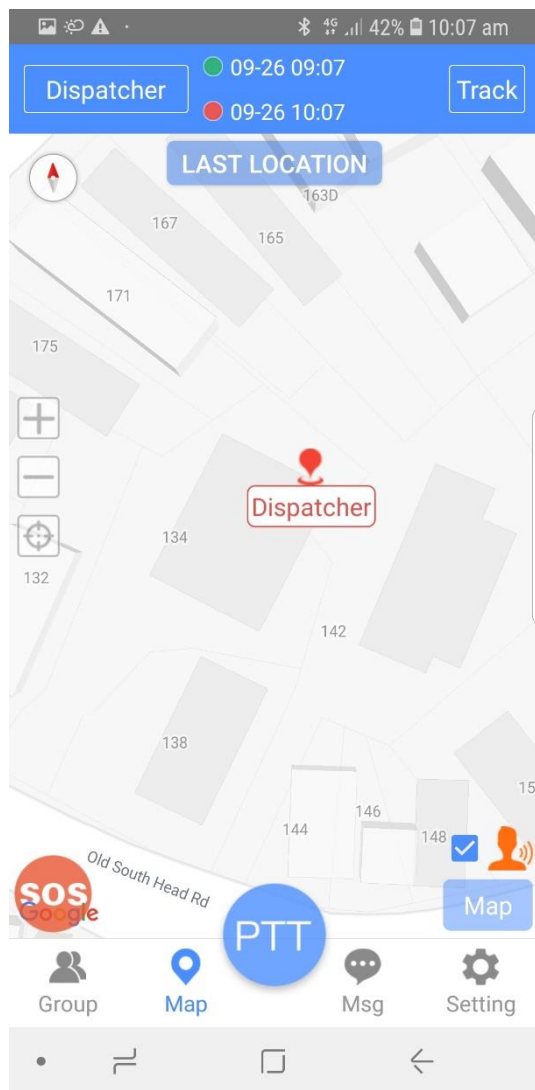 4G 42% 10:07 am
Dispatcher
09-26 09:07
09-26 10:07
Track
LAST LOCATION
163D
167
165
171
175
Dispatcher
134
132
142
138
15
146
144
148
Old South Head Rd
SOS
Google
Map
PTT
Group
Map
Msg
Setting